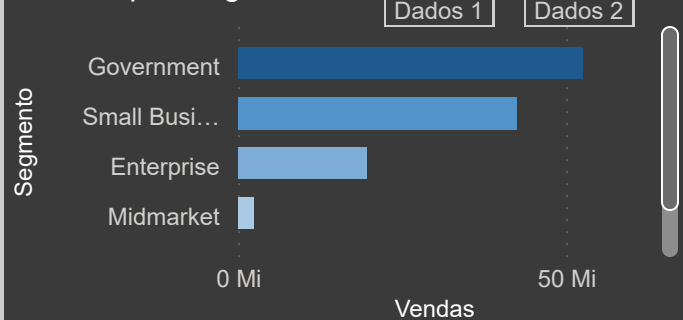 Dados 1
Dados 2
Segmento
Government
Small Busi…
Enterprise
Midmarket
0 Mi
50 Mi
Vendas